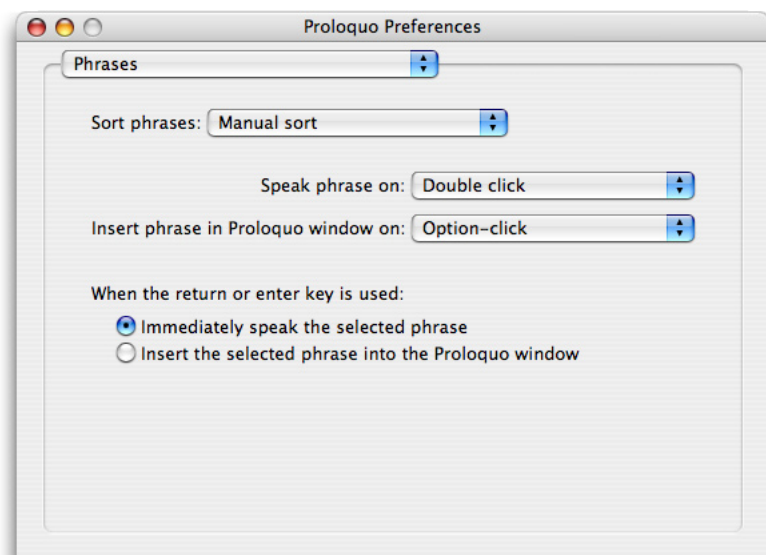 Proloquo Preferences
Phrases
Sort phrases: Manual sort
Speak phrase on: Double click
Insert phrase in Proloquo window on: Option-click
When the return or enter key is used:
Immediately speak the selected phrase
Insert the selected phrase into the Proloquo window